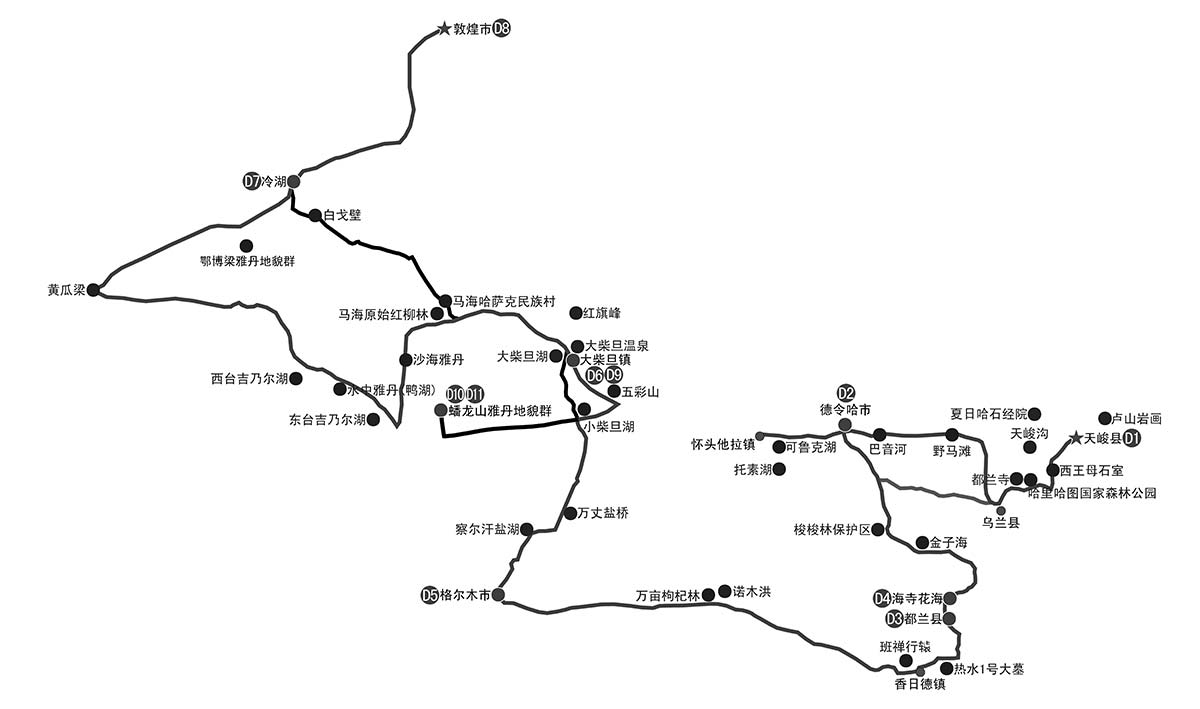 敦煌市 D8
D7 冷湖
白戈壁
鄂博梁雅丹地貌群
黄瓜梁
马海哈萨克民族村
马海原始红柳林
红旗峰
大柴旦温泉
大柴旦湖
大柴旦镇
沙海雅丹
D6 D9
西台吉乃尔湖
水中雅丹(鸭湖)
D10 D11
五彩山
蟠龙山雅丹地貌群
东台吉乃尔湖
小柴旦湖
D2
德令哈市
夏日哈石经院
卢山岩画
天峻沟
天峻县 D1
怀头他拉镇
可鲁克湖
巴音河
野马滩
托素湖
西王母石室
都兰寺
哈里哈图国家森林公园
乌兰县
万丈盐桥
察尔汗盐湖
梭梭林保护区
金子海
D5 格尔木市
万亩枸杞林
诺木洪
D4 海寺花海
D3 都兰县
班禅行辕
热水1号大墓
香日德镇